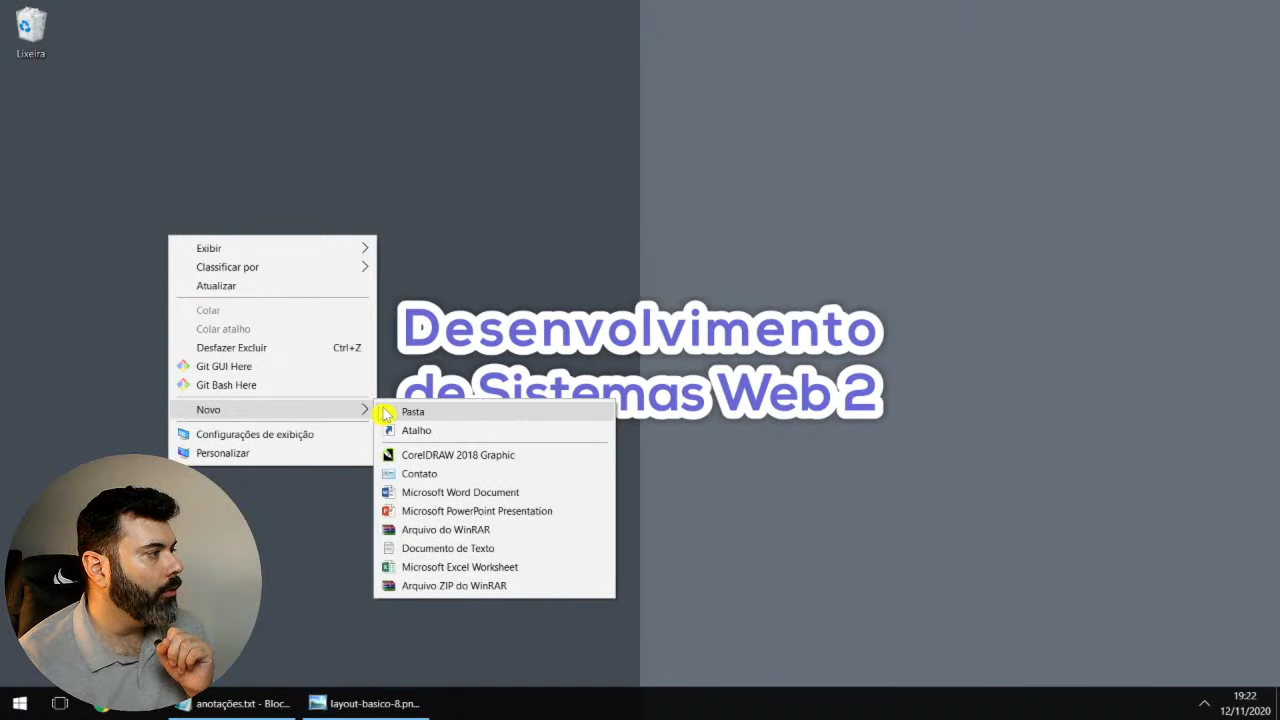 Lixeira
Exibir
Classificar por
Atualizar
Colar
Colar atalho
Desfazer Excluir Ctrl+Z
Git GUI Here
Git Bash Here
Novo
Configurações de exibição
Personalizar
Desenvolvimento
de Sistemas Web 2
Pasta
Atalho
CorelDRAW 2018 Graphic
Contato
Microsoft Word Document
Microsoft PowerPoint Presentation
Arquivo do WinRAR
Documento de Texto
Microsoft Excel Worksheet
Arquivo ZIP do WinRAR
anotações.txt - Bloc...
layout-basico-8.pn...
19:22
12/11/2020